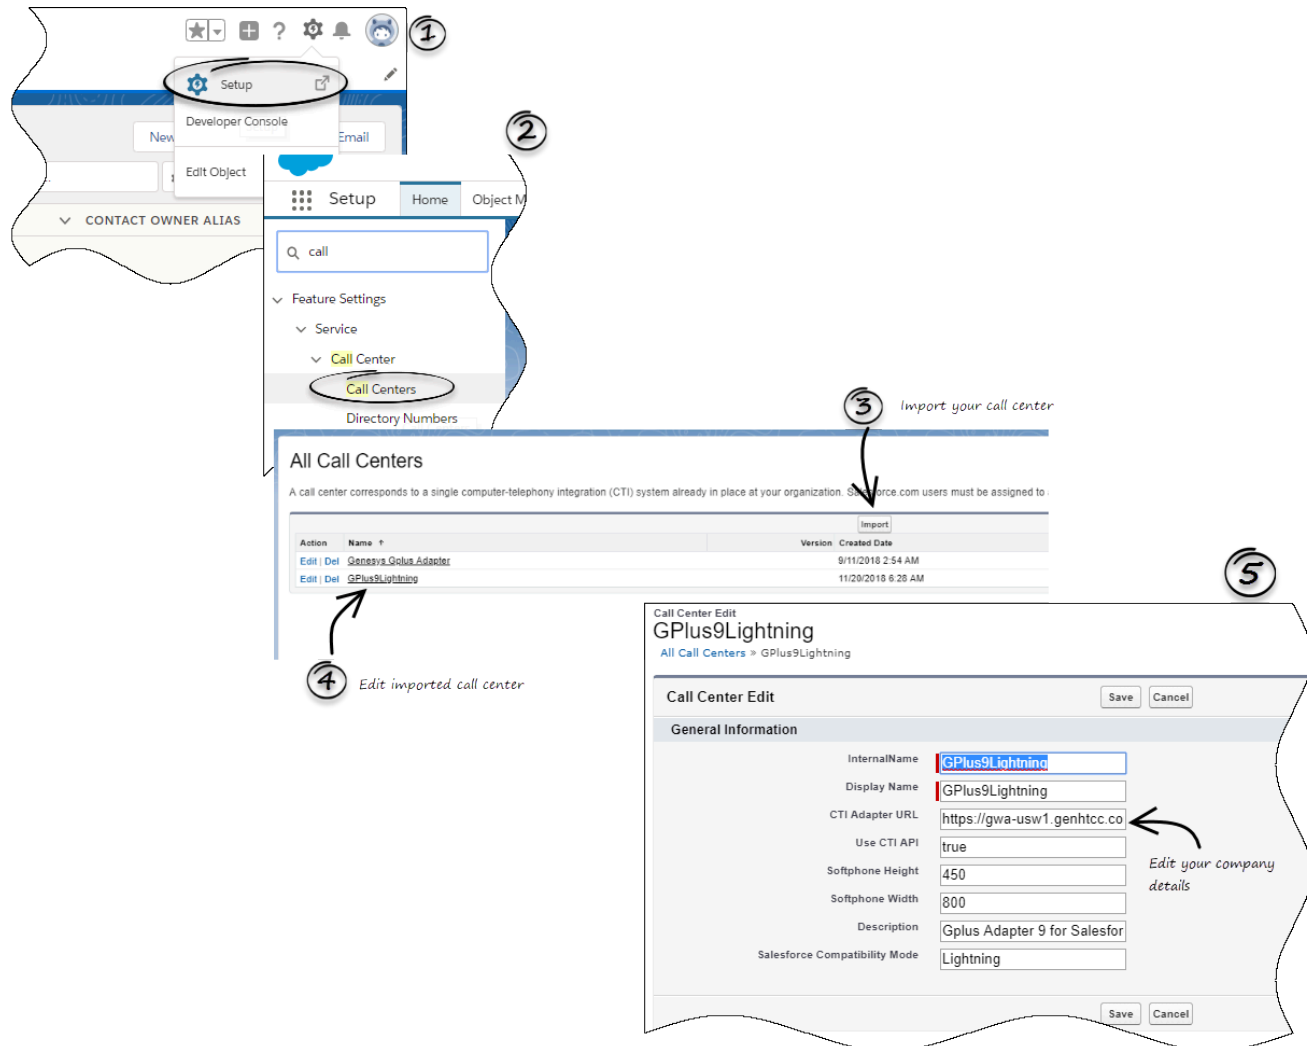 1
Setup
Developer Console
New
Email
Edit Object
CONTACT OWNER ALIAS
2
Setup Home Object M
call
Feature Settings
Service
Call Center
Call Centers
Directory Numbers
3 Import your call center
All Call Centers
A call center corresponds to a single computer-telephony integration (CTI) system already in place at your organization. Salesforce.com users must be assigned to
Import
Action Name ↑ Version Created Date
Edit | Del Genesys Gplus Adapter 9/11/2018 2:54 AM
Edit | Del GPlus9Lightning 11/20/2018 6:28 AM
4 Edit imported call center
5
Call Center Edit
GPlus9Lightning
All Call Centers » GPlus9Lightning
Call Center Edit Save Cancel
General Information
InternalName GPlus9Lightning
Display Name GPlus9Lightning
CTI Adapter URL https://gwa-usw1.genhtcc.co
Use CTI API true
Softphone Height 450
Softphone Width 800
Description Gplus Adapter 9 for Salesfor
Salesforce Compatibility Mode Lightning
Edit your company
details
Save Cancel